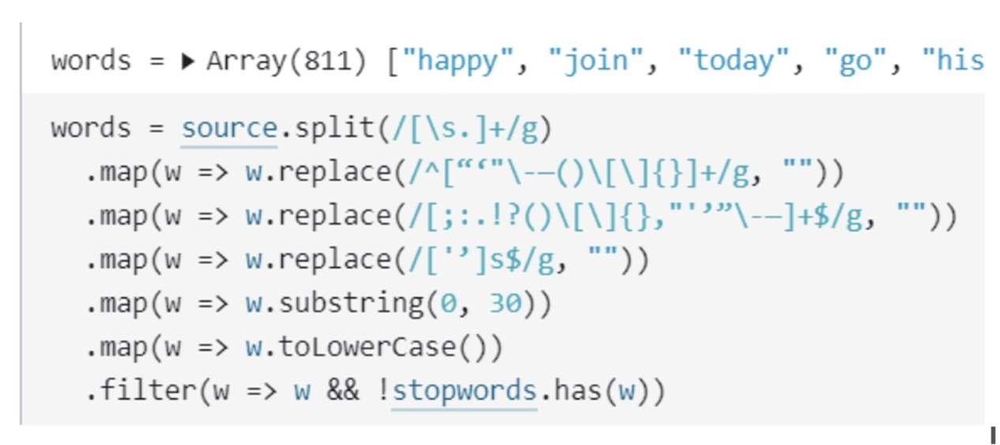 words = ▶ Array(811) ["happy", "join", "today", "go", "his
words = source.split(/[\s.]+/g)
.map(w => w.replace(/^[“‘"\-—()\[\]{}]+/g, ""))
.map(w => w.replace(/[;:.!?()\[\]{},"'’”\-—]+$/g, ""))
.map(w => w.replace(/['’]s$/g, ""))
.map(w => w.substring(0, 30))
.map(w => w.toLowerCase())
.filter(w => w && !stopwords.has(w))